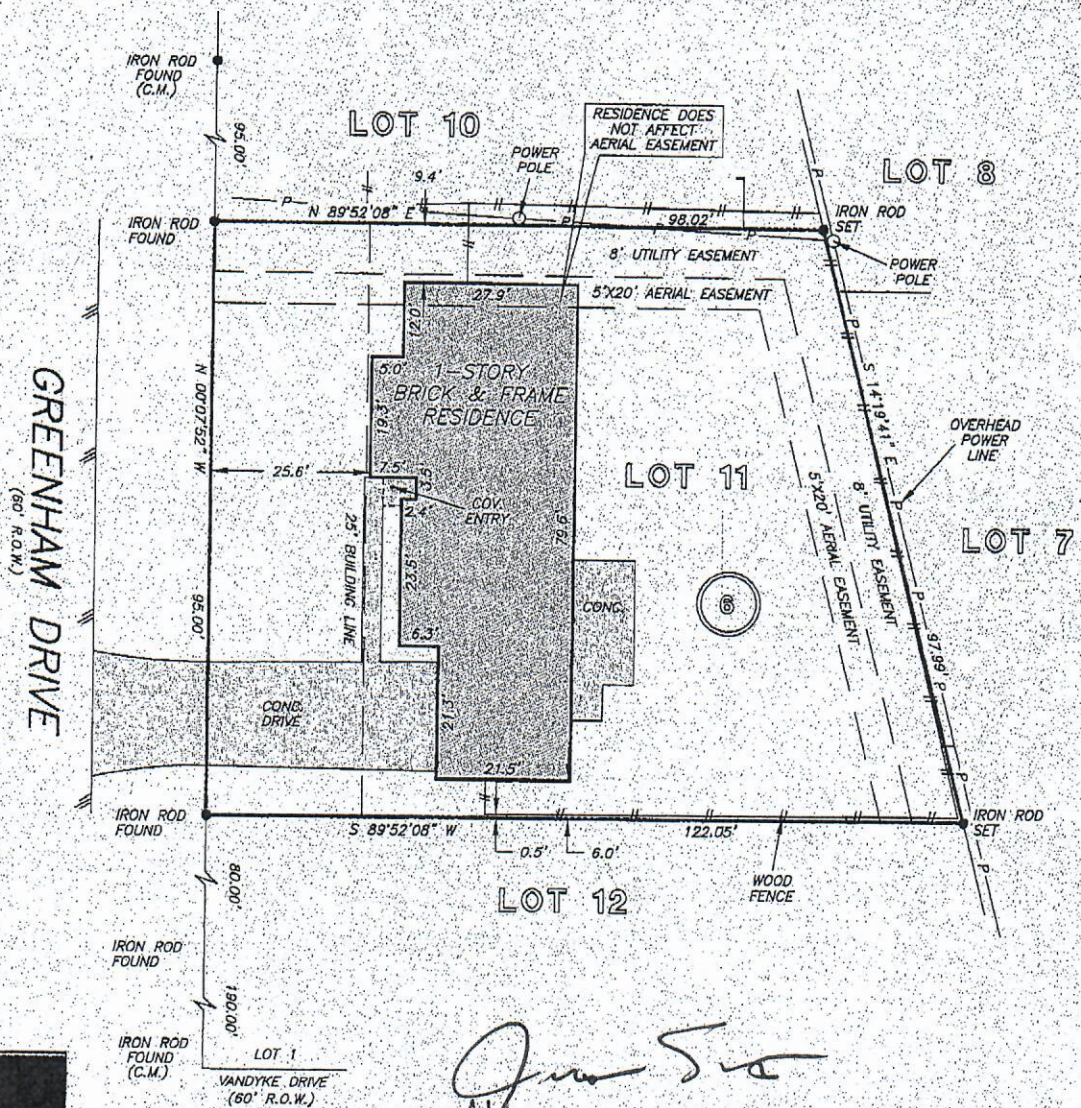 IRON ROD
FOUND
(C.M.)
95.00'
LOT 10
RESIDENCE DOES
NOT AFFECT
AERIAL EASEMENT
POWER
POLE
LOT 8
9.4'
P
N 89°52'08" E
P
98.02'
P
P
IRON ROD
SET
IRON ROD
FOUND
8' UTILITY EASEMENT
POWER
POLE
5'X20' AERIAL EASEMENT
27.9'
12.0'
5.0'
1-STORY
BRICK & FRAME
RESIDENCE
19.3'
N 00°07'52" W
S 14°19'41" E
OVERHEAD
POWER
LINE
25.6'
7.5'
3.5'
2.4'
COV.
ENTRY
LOT 11
79.6'
5'X20' AERIAL EASEMENT
8' UTILITY EASEMENT
LOT 7
GREENHAM DRIVE
(60' R.O.W.)
25' BUILDING LINE
23.5'
CONC.
6
95.00'
6.3'
97.99'
CONC.
DRIVE
21.3'
21.5'
IRON ROD
FOUND
S 89°52'08" W
122.05'
IRON ROD
SET
0.5'
6.0'
WOOD
FENCE
80.00'
LOT 12
IRON ROD
FOUND
190.00'
IRON ROD
FOUND
(C.M.)
LOT 1
VANDYKE DRIVE
(60' R.O.W.)